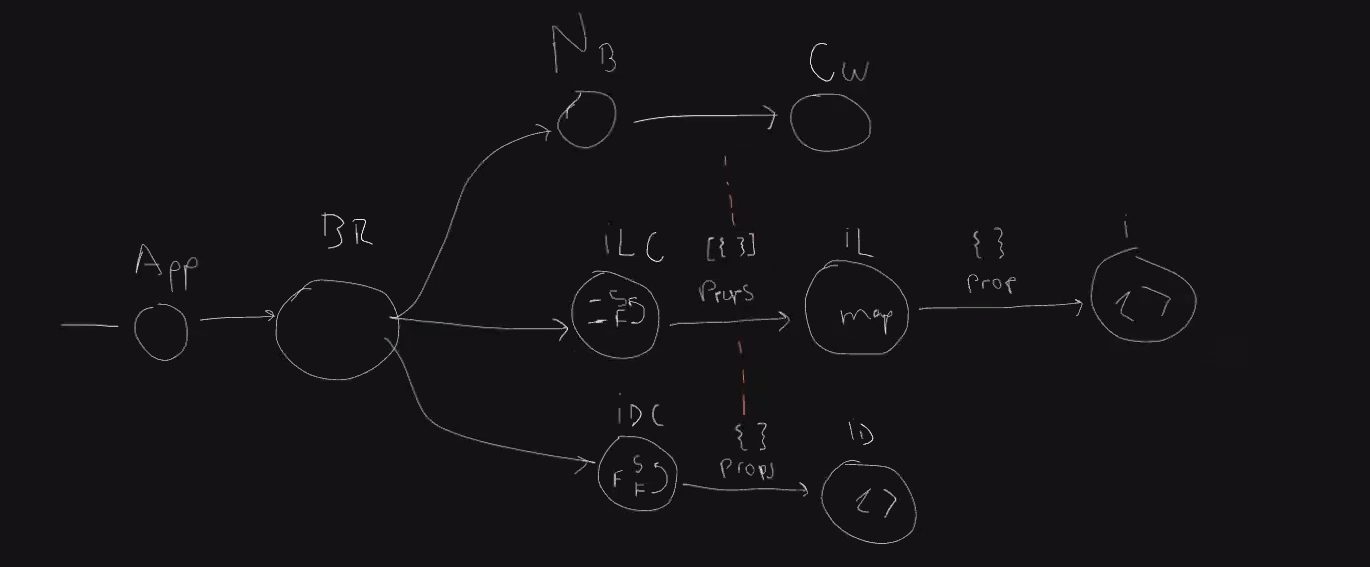 NB
CW
BR
App
iLC
[{}]
Props
iL
map
{}
Prop
i
<>
iDC
{}
Props
ID
<>